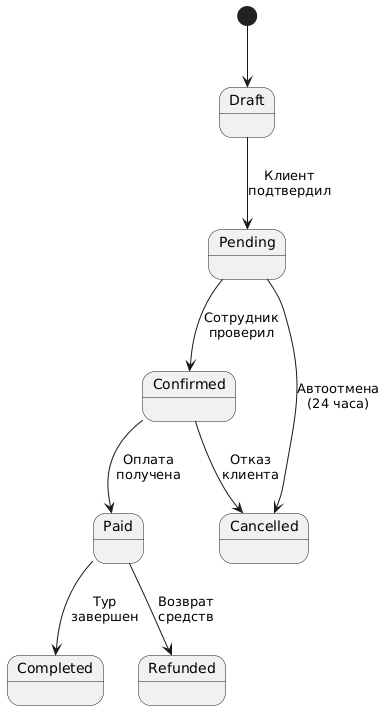 Draft
Клиент
подтвердил
Pending
Сотрудник
проверил
Автоотмена
(24 часа)
Confirmed
Оплата
получена
Отказ
клиента
Paid
Cancelled
Тур
завершен
Возврат
средств
Completed
Refunded